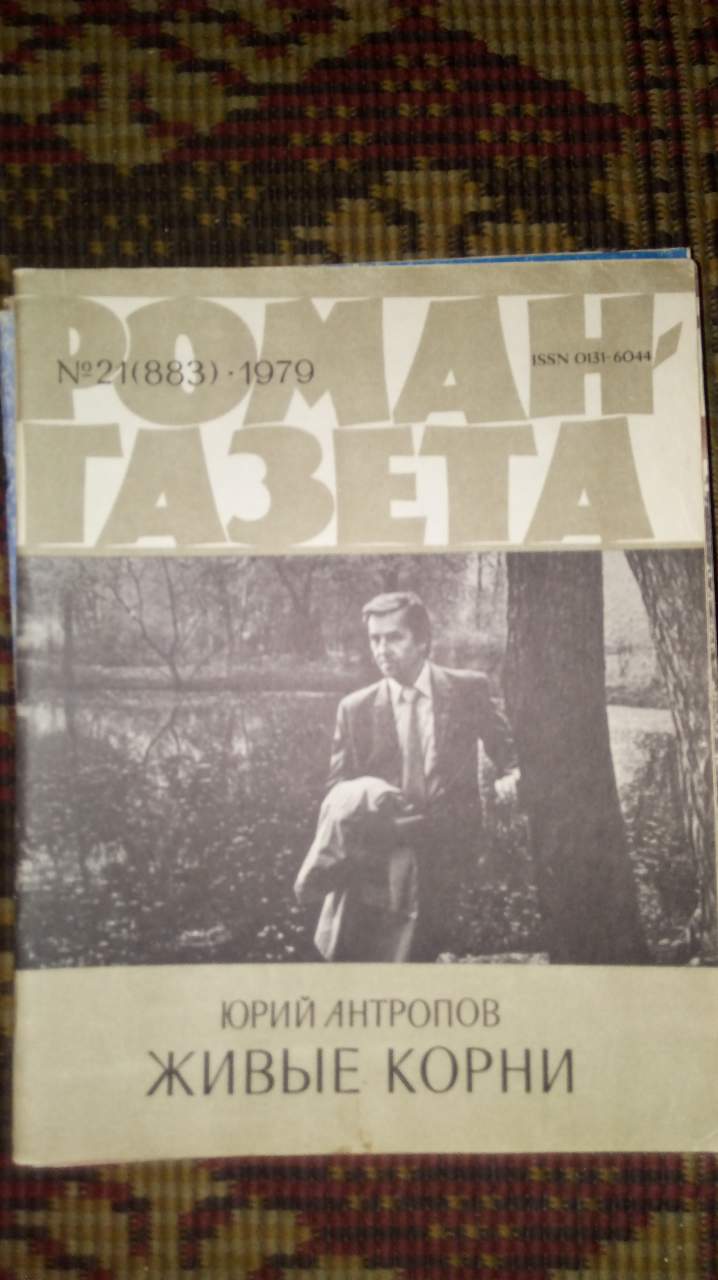 РОМАН-
№21(883)·1979
ISSN 0131-6044
ГАЗЕТА
ЮРИЙ АНТРОПОВ
ЖИВЫЕ КОРНИ